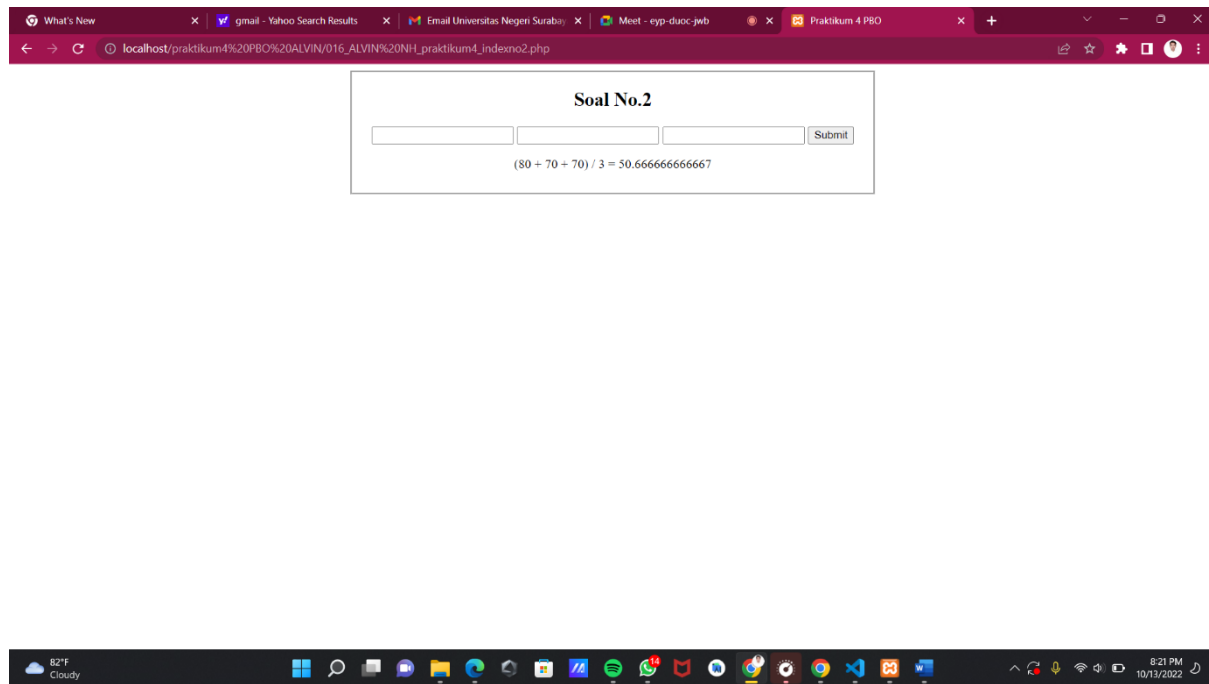 What's New
gmail - Yahoo Search Results
Email Universitas Negeri Surabay
Meet - eyp-duoc-jwb
Praktikum 4 PBO
localhost/praktikum4%20PBO%20ALVIN/016_ALVIN%20NH_praktikum4_indexno2.php
Soal No.2
Submit
(80 + 70 + 70) / 3 = 50.666666666667
82°F
Cloudy
14
8:21 PM
10/13/2022